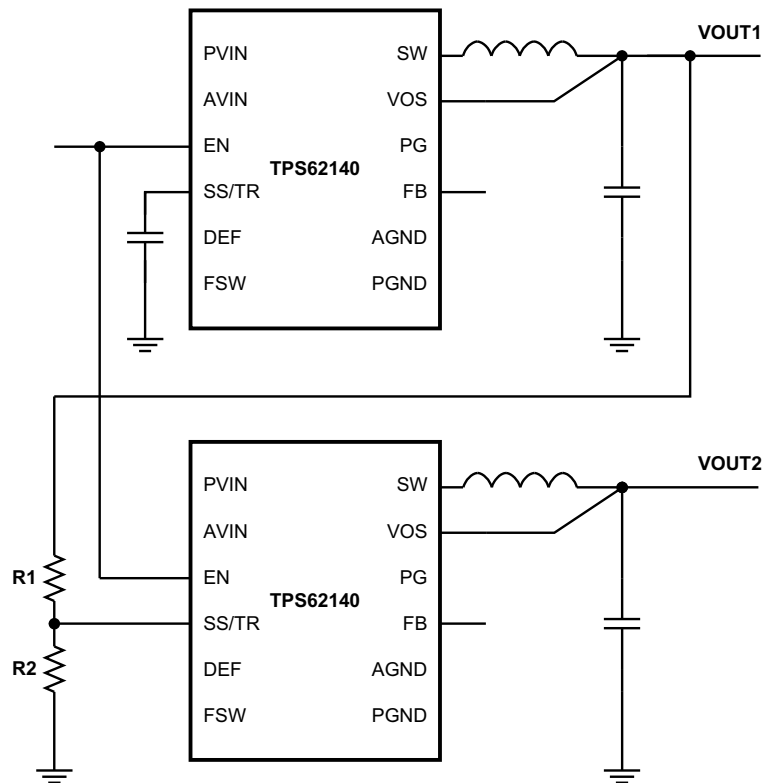 VOUT1
PVIN
SW
AVIN
VOS
EN
PG
TPS62140
SS/TR
FB
DEF
AGND
FSW
PGND
VOUT2
PVIN
SW
AVIN
VOS
R1
EN
PG
TPS62140
SS/TR
FB
R2
DEF
AGND
FSW
PGND